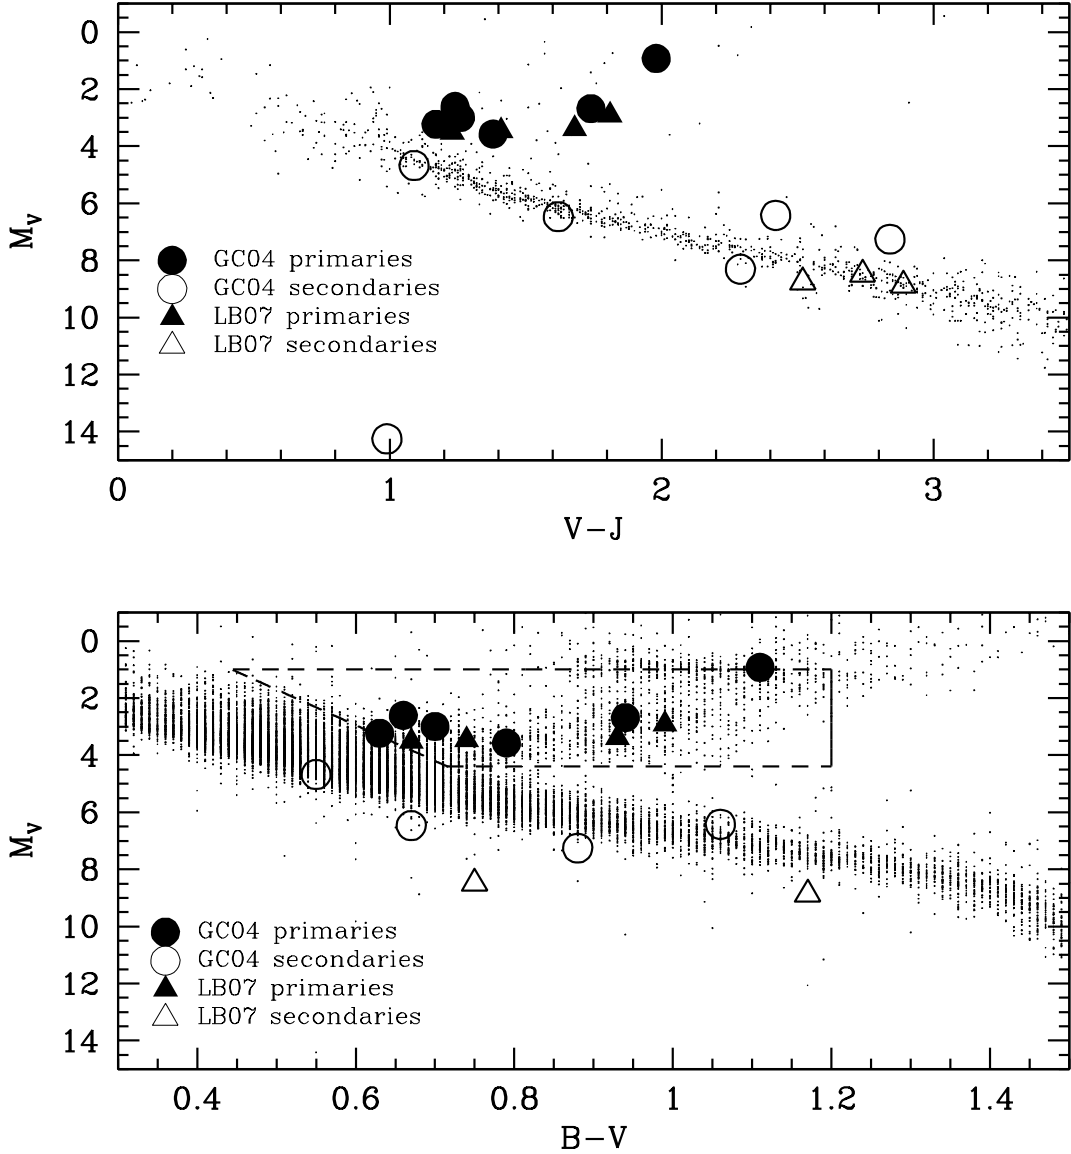 0
2
4
6
8
10
12
14
M_V
GC04 primaries
GC04 secondaries
LB07 primaries
LB07 secondaries
0 1 2 3
V-J
0
2
4
6
8
10
12
14
M_V
GC04 primaries
GC04 secondaries
LB07 primaries
LB07 secondaries
0.4 0.6 0.8 1 1.2 1.4
B-V